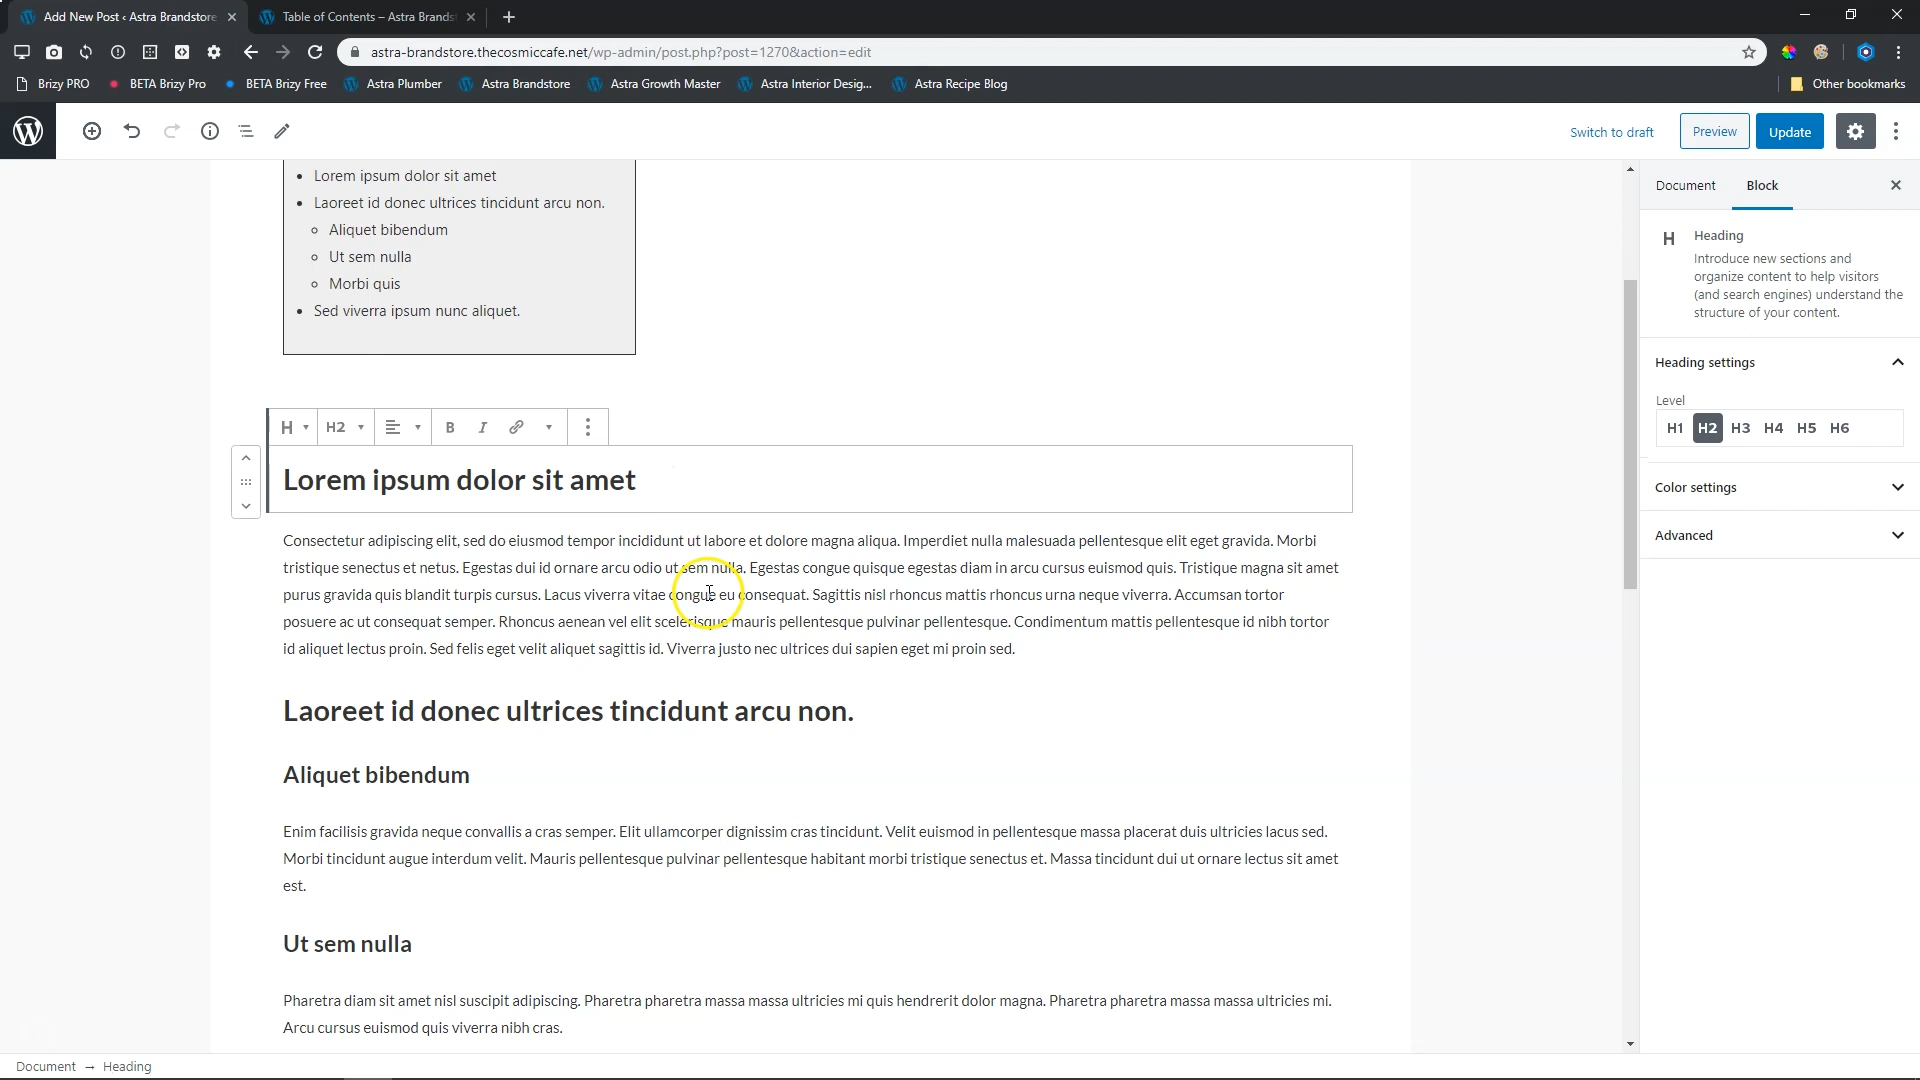 Add New Post ‹ Astra Brandstore
Table of Contents – Astra Brands
astra-brandstore.thecosmiccafe.net/wp-admin/post.php?post=1270&action=edit
Brizy PRO
BETA Brizy Pro
BETA Brizy Free
Astra Plumber
Astra Brandstore
Astra Growth Master
Astra Interior Desig...
Astra Recipe Blog
Other bookmarks
Switch to draft
Preview
Update
Lorem ipsum dolor sit amet
Laoreet id donec ultrices tincidunt arcu non.
Aliquet bibendum
Ut sem nulla
Morbi quis
Sed viverra ipsum nunc aliquet.
H
H2
B
I
Lorem ipsum dolor sit amet
Consectetur adipiscing elit, sed do eiusmod tempor incididunt ut labore et dolore magna aliqua. Imperdiet nulla malesuada pellentesque elit eget gravida. Morbi
tristique senectus et netus. Egestas dui id ornare arcu odio ut sem nulla. Egestas congue quisque egestas diam in arcu cursus euismod quis. Tristique magna sit amet
purus gravida quis blandit turpis cursus. Lacus viverra vitae congue eu consequat. Sagittis nisl rhoncus mattis rhoncus urna neque viverra. Accumsan tortor
posuere ac ut consequat semper. Rhoncus aenean vel elit scelerisque mauris pellentesque pulvinar pellentesque. Condimentum mattis pellentesque id nibh tortor
id aliquet lectus proin. Sed felis eget velit aliquet sagittis id. Viverra justo nec ultrices dui sapien eget mi proin sed.
Laoreet id donec ultrices tincidunt arcu non.
Aliquet bibendum
Enim facilisis gravida neque convallis a cras semper. Elit ullamcorper dignissim cras tincidunt. Velit euismod in pellentesque massa placerat duis ultricies lacus sed.
Morbi tincidunt augue interdum velit. Mauris pellentesque pulvinar pellentesque habitant morbi tristique senectus et. Massa tincidunt dui ut ornare lectus sit amet
est.
Ut sem nulla
Pharetra diam sit amet nisl suscipit adipiscing. Pharetra pharetra massa massa ultricies mi quis hendrerit dolor magna. Pharetra pharetra massa massa ultricies mi.
Arcu cursus euismod quis viverra nibh cras.
Document
Block
H
Heading
Introduce new sections and
organize content to help visitors
(and search engines) understand the
structure of your content.
Heading settings
Level
H1 H2 H3 H4 H5 H6
Color settings
Advanced
Document → Heading